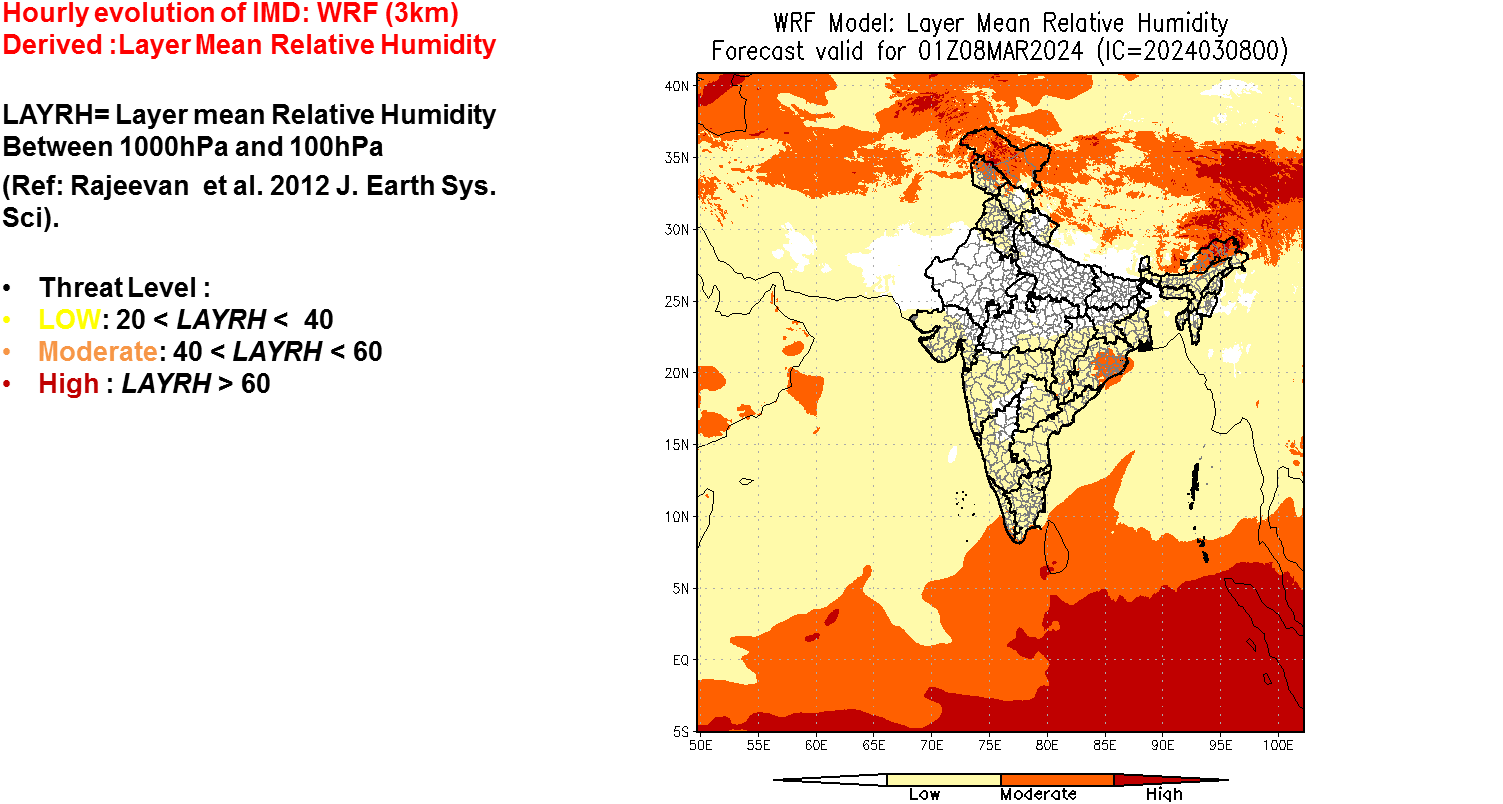 Hourly evolution of IMD: WRF (3km)
Derived :Layer Mean Relative Humidity
LAYRH= Layer mean Relative Humidity
Between 1000hPa and 100hPa
(Ref: Rajeevan et al. 2012 J. Earth Sys.
Sci).
• Threat Level :
• LOW: 20 < LAYRH < 40
• Moderate: 40 < LAYRH < 60
• High : LAYRH > 60
WRF Model: Layer Mean Relative Humidity
Forecast valid for 01Z08MAR2024 (IC=2024030800)
40N
35N
30N
25N
20N
15N
10N
5N
EQ
5S
50E 55E 60E 65E 70E 75E 80E 85E 90E 95E 100E
Low Moderate High